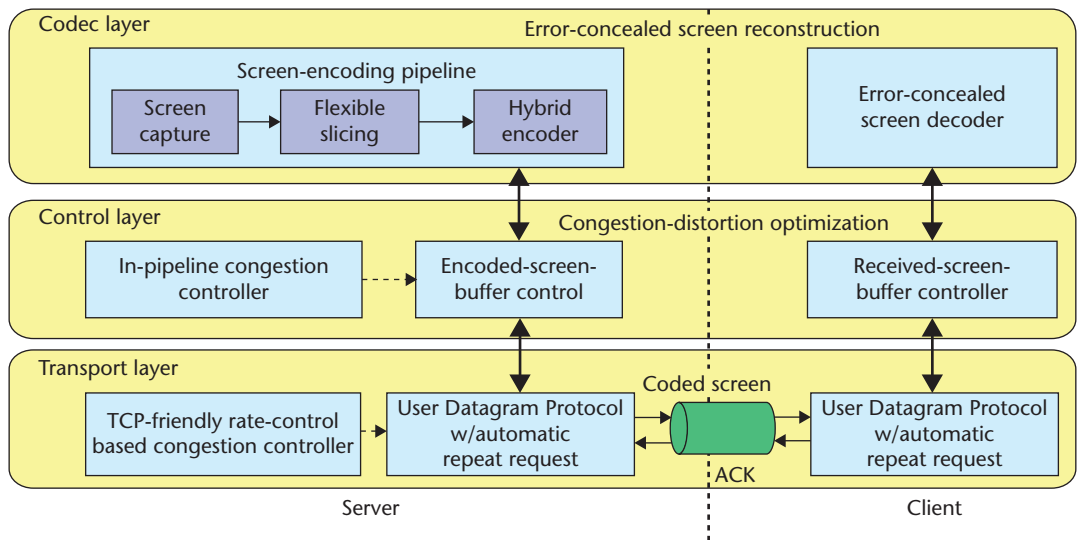 Codec layer
Error-concealed screen reconstruction
Screen-encoding pipeline
Screen
capture
Flexible
slicing
Hybrid
encoder
Error-concealed
screen decoder
Control layer
Congestion-distortion optimization
In-pipeline congestion
controller
Encoded-screen-
buffer control
Received-screen-
buffer controller
Transport layer
TCP-friendly rate-control
based congestion controller
User Datagram Protocol
w/automatic
repeat request
Coded screen
ACK
User Datagram Protocol
w/automatic
repeat request
Server
Client